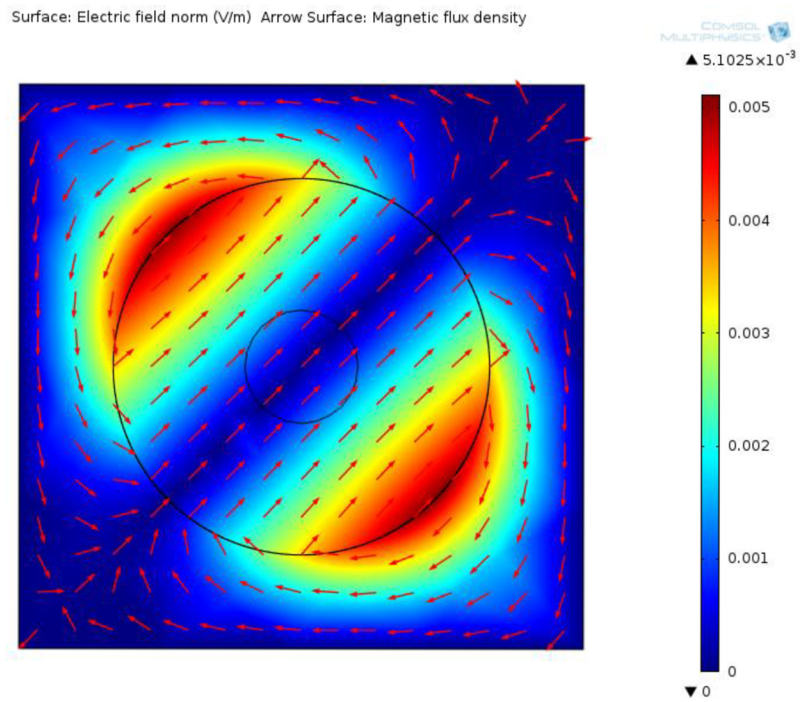 Surface: Electric field norm (V/m) Arrow Surface: Magnetic flux density
COMSOL
MULTIPHYSICS
▲ 5.1025×10⁻³
0.005
0.004
0.003
0.002
0.001
0
▼ 0